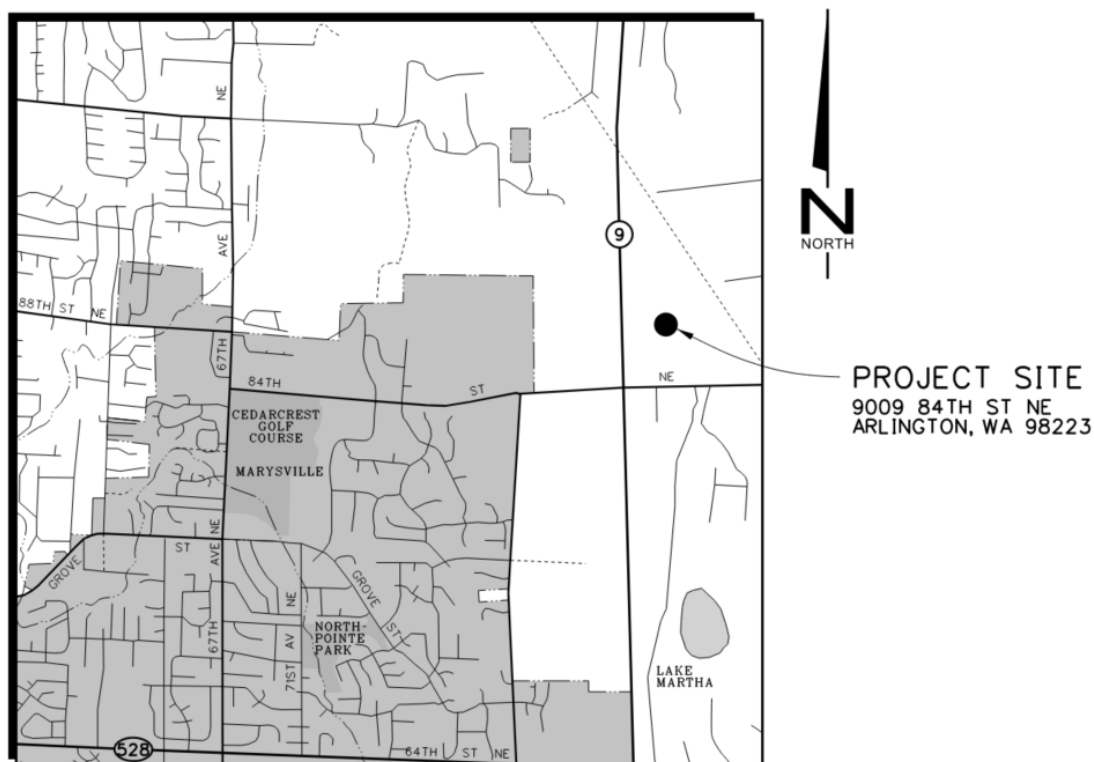 NE
AVE
9
N
NORTH
88TH ST NE
67TH
84TH ST NE
PROJECT SITE
9009 84TH ST NE
ARLINGTON, WA 98223
CEDARCREST
GOLF
COURSE
MARYSVILLE
AVE NE
67TH
GROVE ST
GROVE ST
71ST AV NE
NORTH-
POINTE
PARK
LAKE
MARTHA
528
64TH ST NE